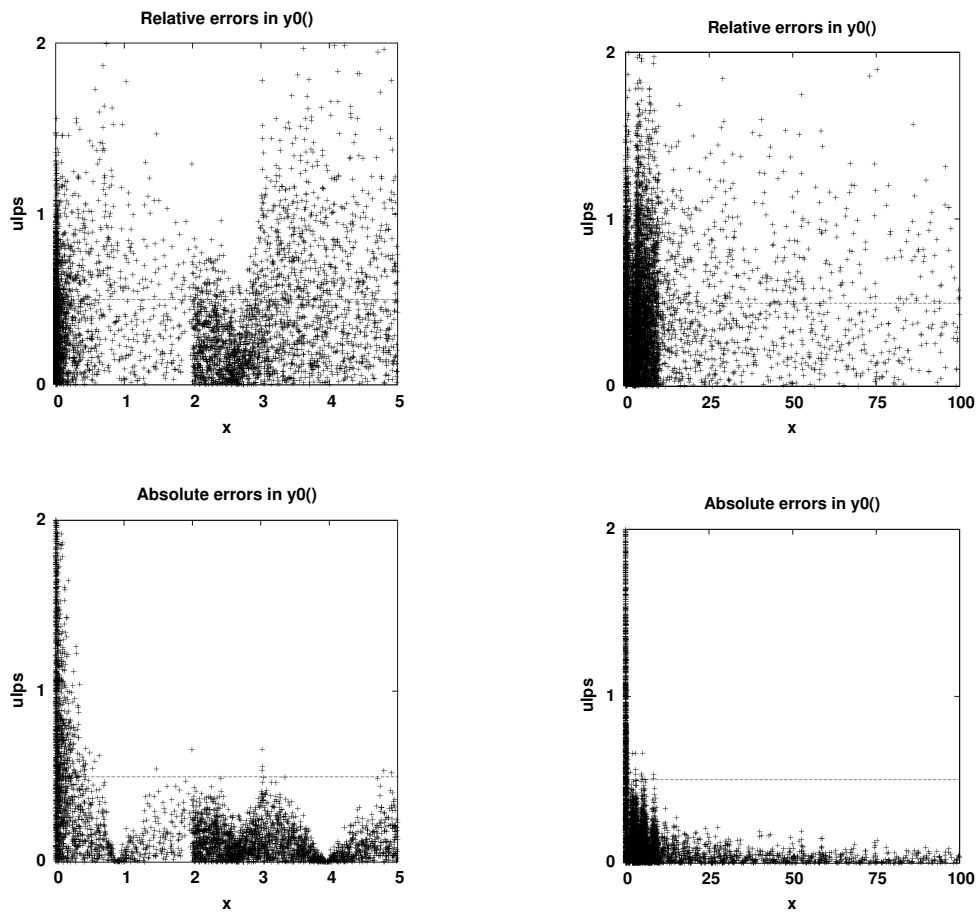 Relative errors in y0()
2
1
0
ulps
0 1 2 3 4 5
x
Relative errors in y0()
2
1
0
ulps
0 25 50 75 100
x
Absolute errors in y0()
2
1
0
ulps
0 1 2 3 4 5
x
Absolute errors in y0()
2
1
0
ulps
0 25 50 75 100
x